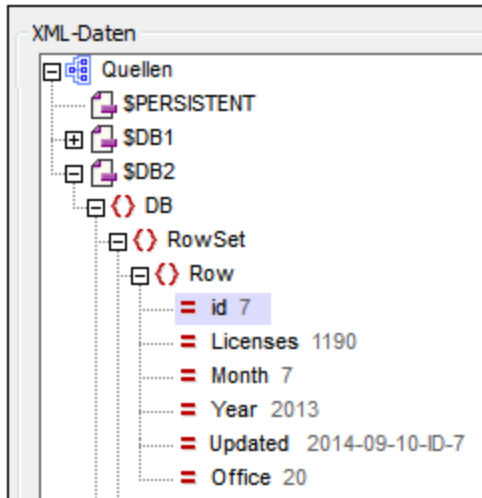 XML-Daten
Quellen
$PERSISTENT
$DB1
$DB2
DB
RowSet
Row
id 7
Licenses 1190
Month 7
Year 2013
Updated 2014-09-10-ID-7
Office 20